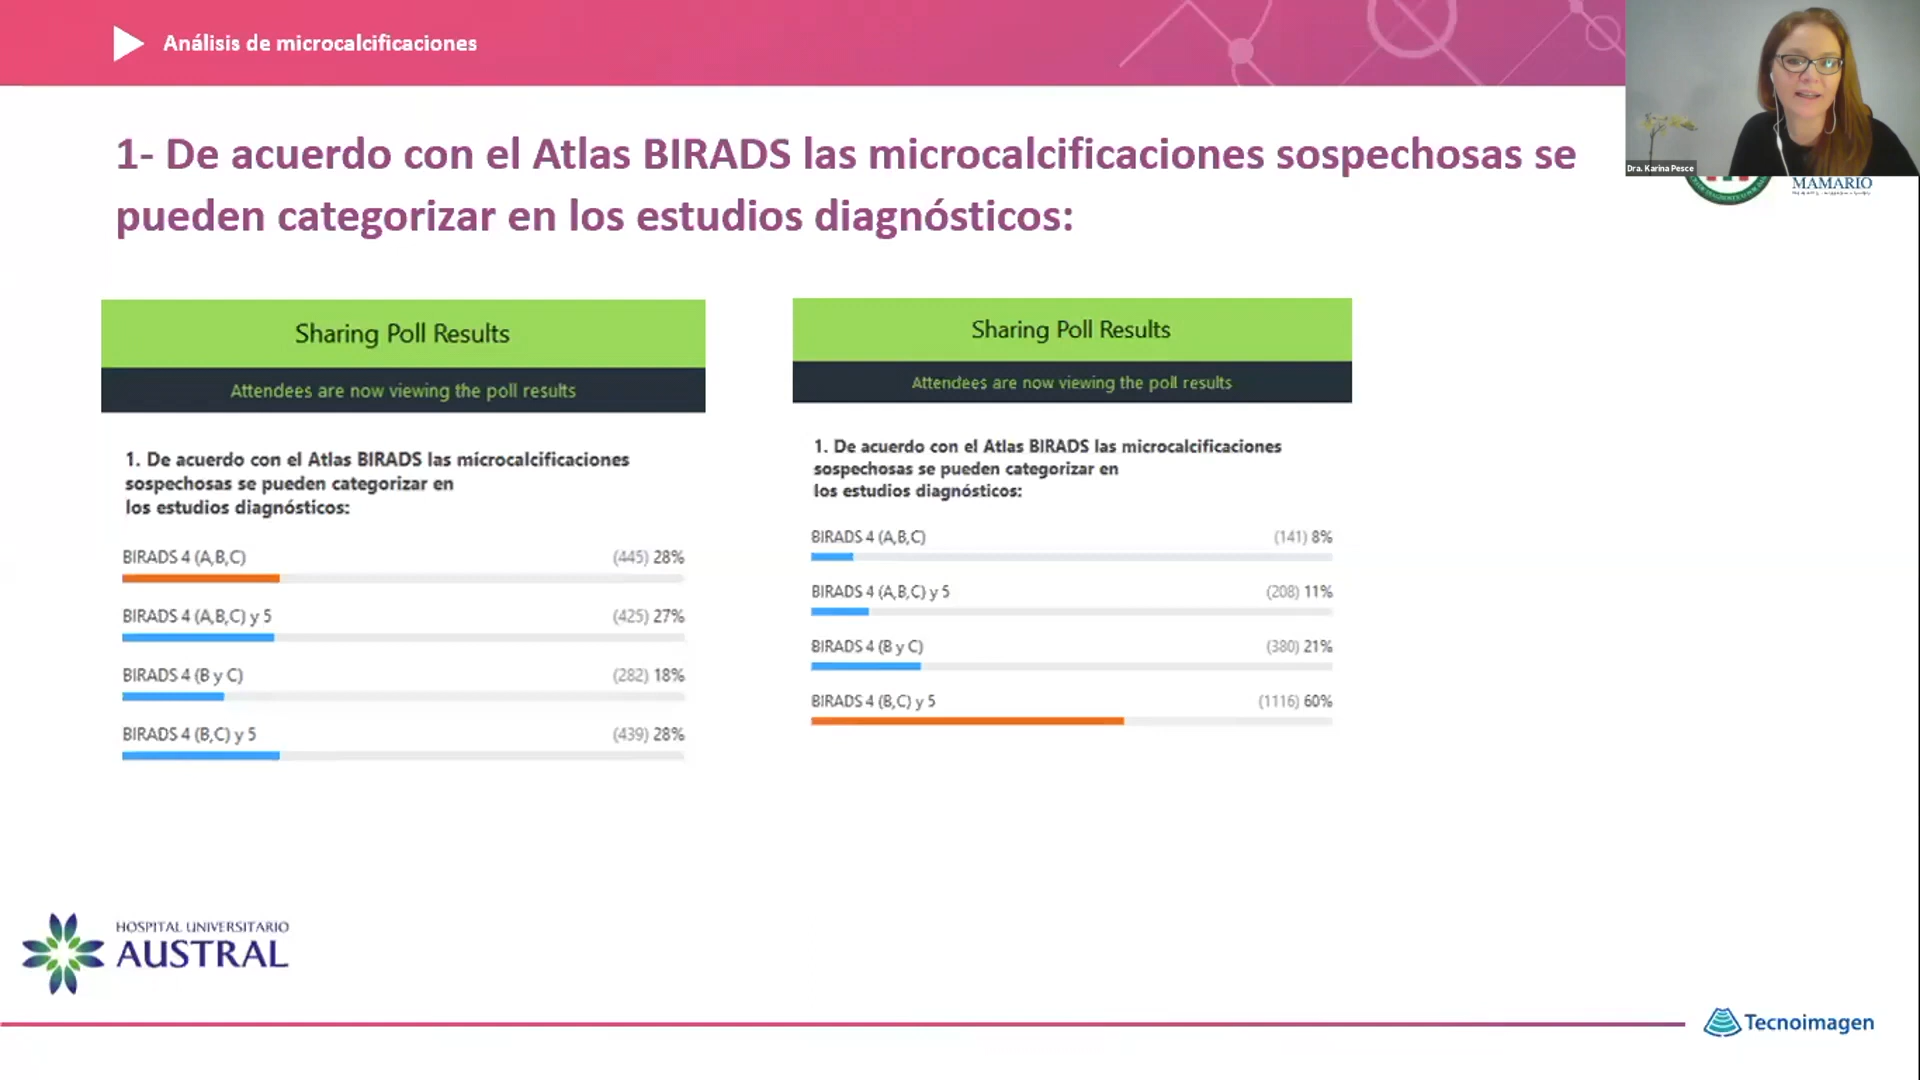 Análisis de microcalcificaciones
Dra. Karina Pesce
MAMARIO
1- De acuerdo con el Atlas BIRADS las microcalcificaciones sospechosas se
pueden categorizar en los estudios diagnósticos:
Sharing Poll Results
Attendees are now viewing the poll results
1. De acuerdo con el Atlas BIRADS las microcalcificaciones
sospechosas se pueden categorizar en
los estudios diagnósticos:
BIRADS 4 (A,B,C) (445) 28%
BIRADS 4 (A,B,C) y 5 (425) 27%
BIRADS 4 (B y C) (282) 18%
BIRADS 4 (B,C) y 5 (439) 28%
Sharing Poll Results
Attendees are now viewing the poll results
1. De acuerdo con el Atlas BIRADS las microcalcificaciones
sospechosas se pueden categorizar en
los estudios diagnósticos:
BIRADS 4 (A,B,C) (141) 8%
BIRADS 4 (A,B,C) y 5 (208) 11%
BIRADS 4 (B y C) (380) 21%
BIRADS 4 (B,C) y 5 (1116) 60%
HOSPITAL UNIVERSITARIO
AUSTRAL
Tecnoimagen